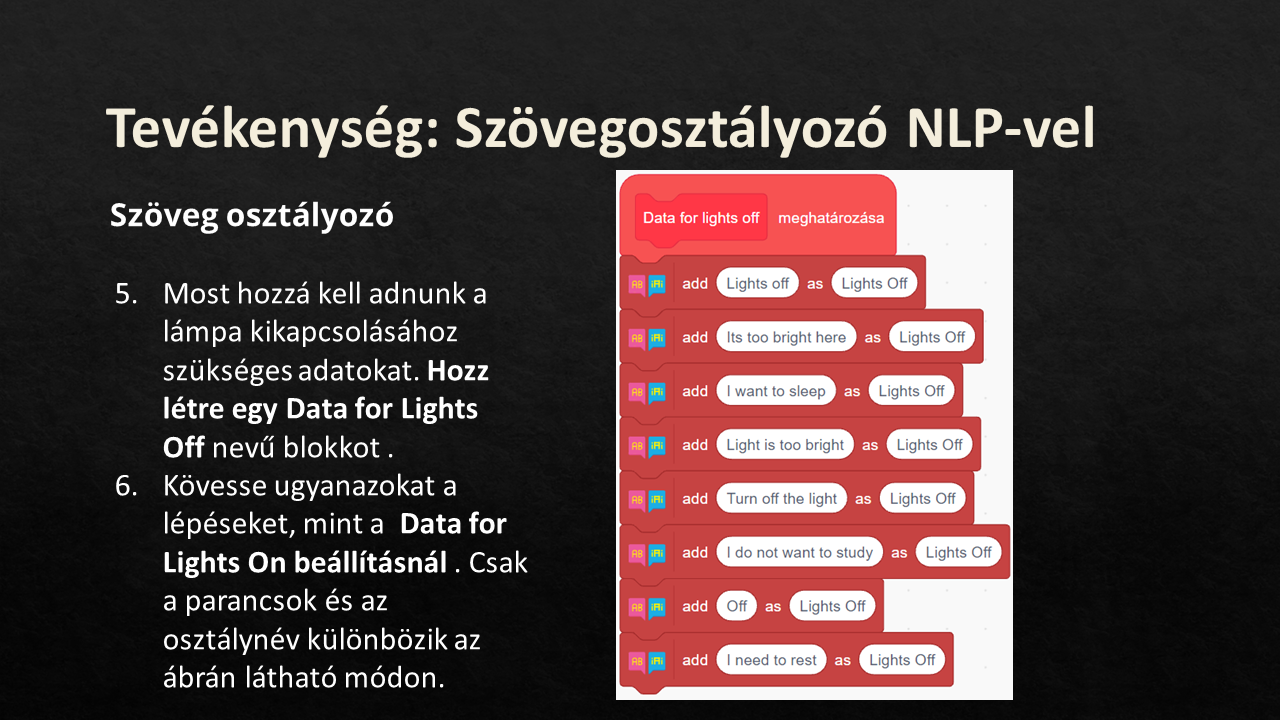 Tevékenység: Szövegosztályozó NLP-vel
Szöveg osztályozó
5. Most hozzá kell adnunk a
lámpa kikapcsolásához
szükséges adatokat. Hozz
létre egy Data for Lights
Off nevű blokkot .
6. Kövesse ugyanazokat a
lépéseket, mint a Data for
Lights On beállításnál . Csak
a parancsok és az
osztálynév különbözik az
ábrán látható módon.
Data for lights off meghatározása
add Lights off as Lights Off
add Its too bright here as Lights Off
add I want to sleep as Lights Off
add Light is too bright as Lights Off
add Turn off the light as Lights Off
add I do not want to study as Lights Off
add Off as Lights Off
add I need to rest as Lights Off